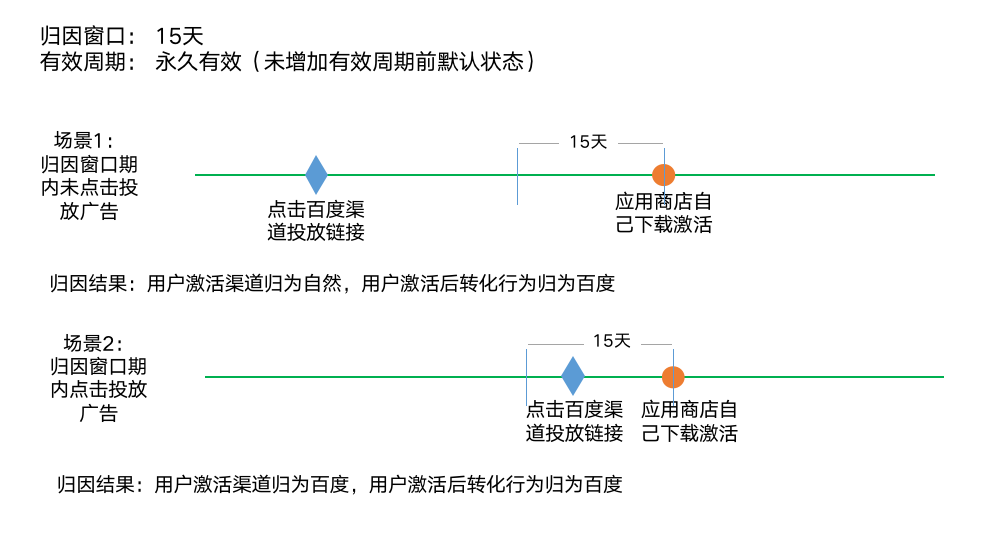 归因窗口： 15天
有效周期： 永久有效（未增加有效周期前默认状态）
场景1：
归因窗口期
内未点击投
放广告
15天
点击百度渠
道投放链接
应用商店自
己下载激活
归因结果：用户激活渠道归为自然，用户激活后转化行为归为百度
场景2：
归因窗口期
内点击投放
广告
15天
点击百度渠
道投放链接
应用商店自
己下载激活
归因结果：用户激活渠道归为百度，用户激活后转化行为归为百度